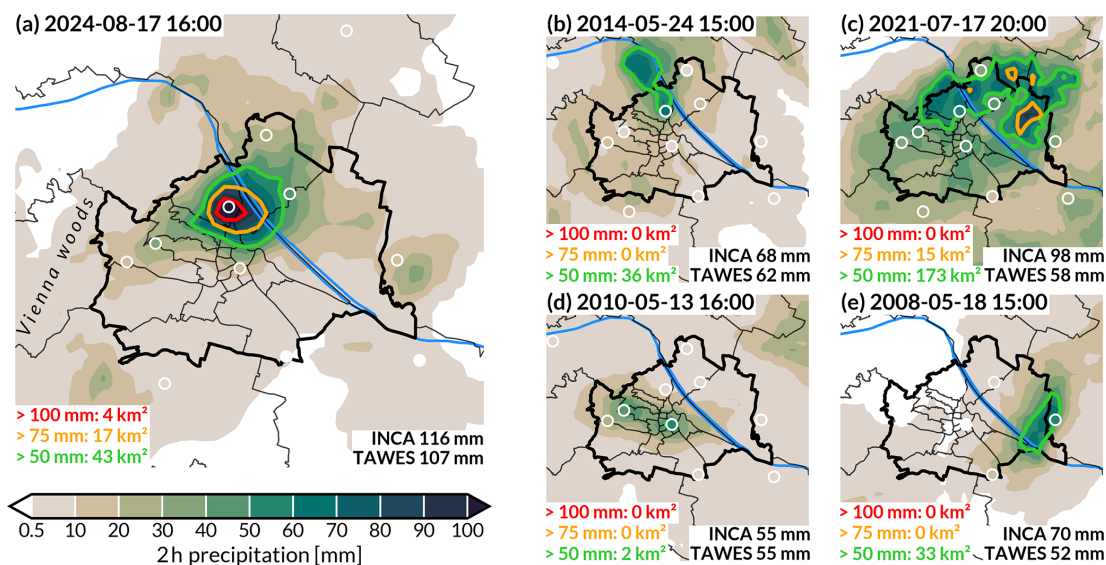 (a) 2024-08-17 16:00
Vienna woods
> 100 mm: 4 km²
> 75 mm: 17 km²
> 50 mm: 43 km²
INCA 116 mm
TAWES 107 mm
0.5 10 20 30 40 50 60 70 80 90 100
2h precipitation [mm]
(b) 2014-05-24 15:00
> 100 mm: 0 km²
> 75 mm: 0 km²
> 50 mm: 36 km²
INCA 68 mm
TAWES 62 mm
(c) 2021-07-17 20:00
> 100 mm: 0 km²
> 75 mm: 15 km²
> 50 mm: 173 km²
INCA 98 mm
TAWES 58 mm
(d) 2010-05-13 16:00
> 100 mm: 0 km²
> 75 mm: 0 km²
> 50 mm: 2 km²
INCA 55 mm
TAWES 55 mm
(e) 2008-05-18 15:00
> 100 mm: 0 km²
> 75 mm: 0 km²
> 50 mm: 33 km²
INCA 70 mm
TAWES 52 mm